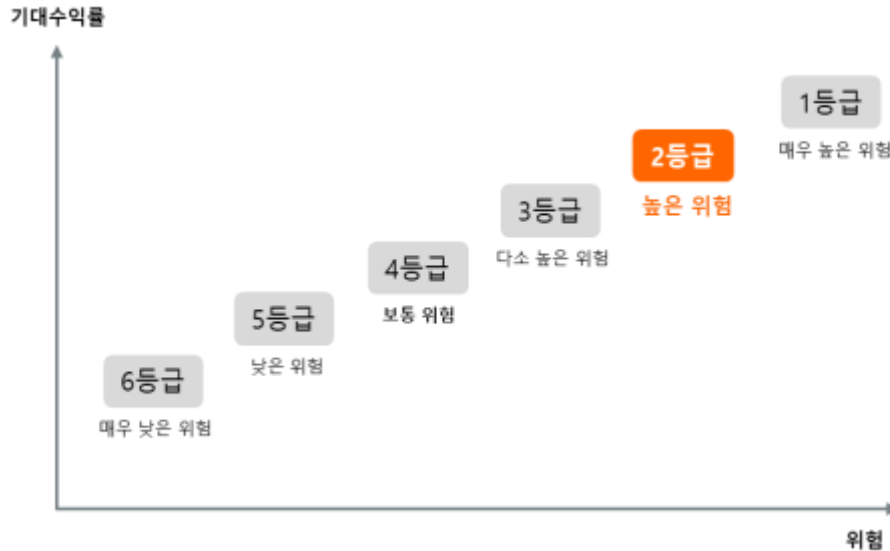 기대수익률
1등급
매우 높은 위험
2등급
높은 위험
3등급
다소 높은 위험
4등급
보통 위험
5등급
낮은 위험
6등급
매우 낮은 위험
위험